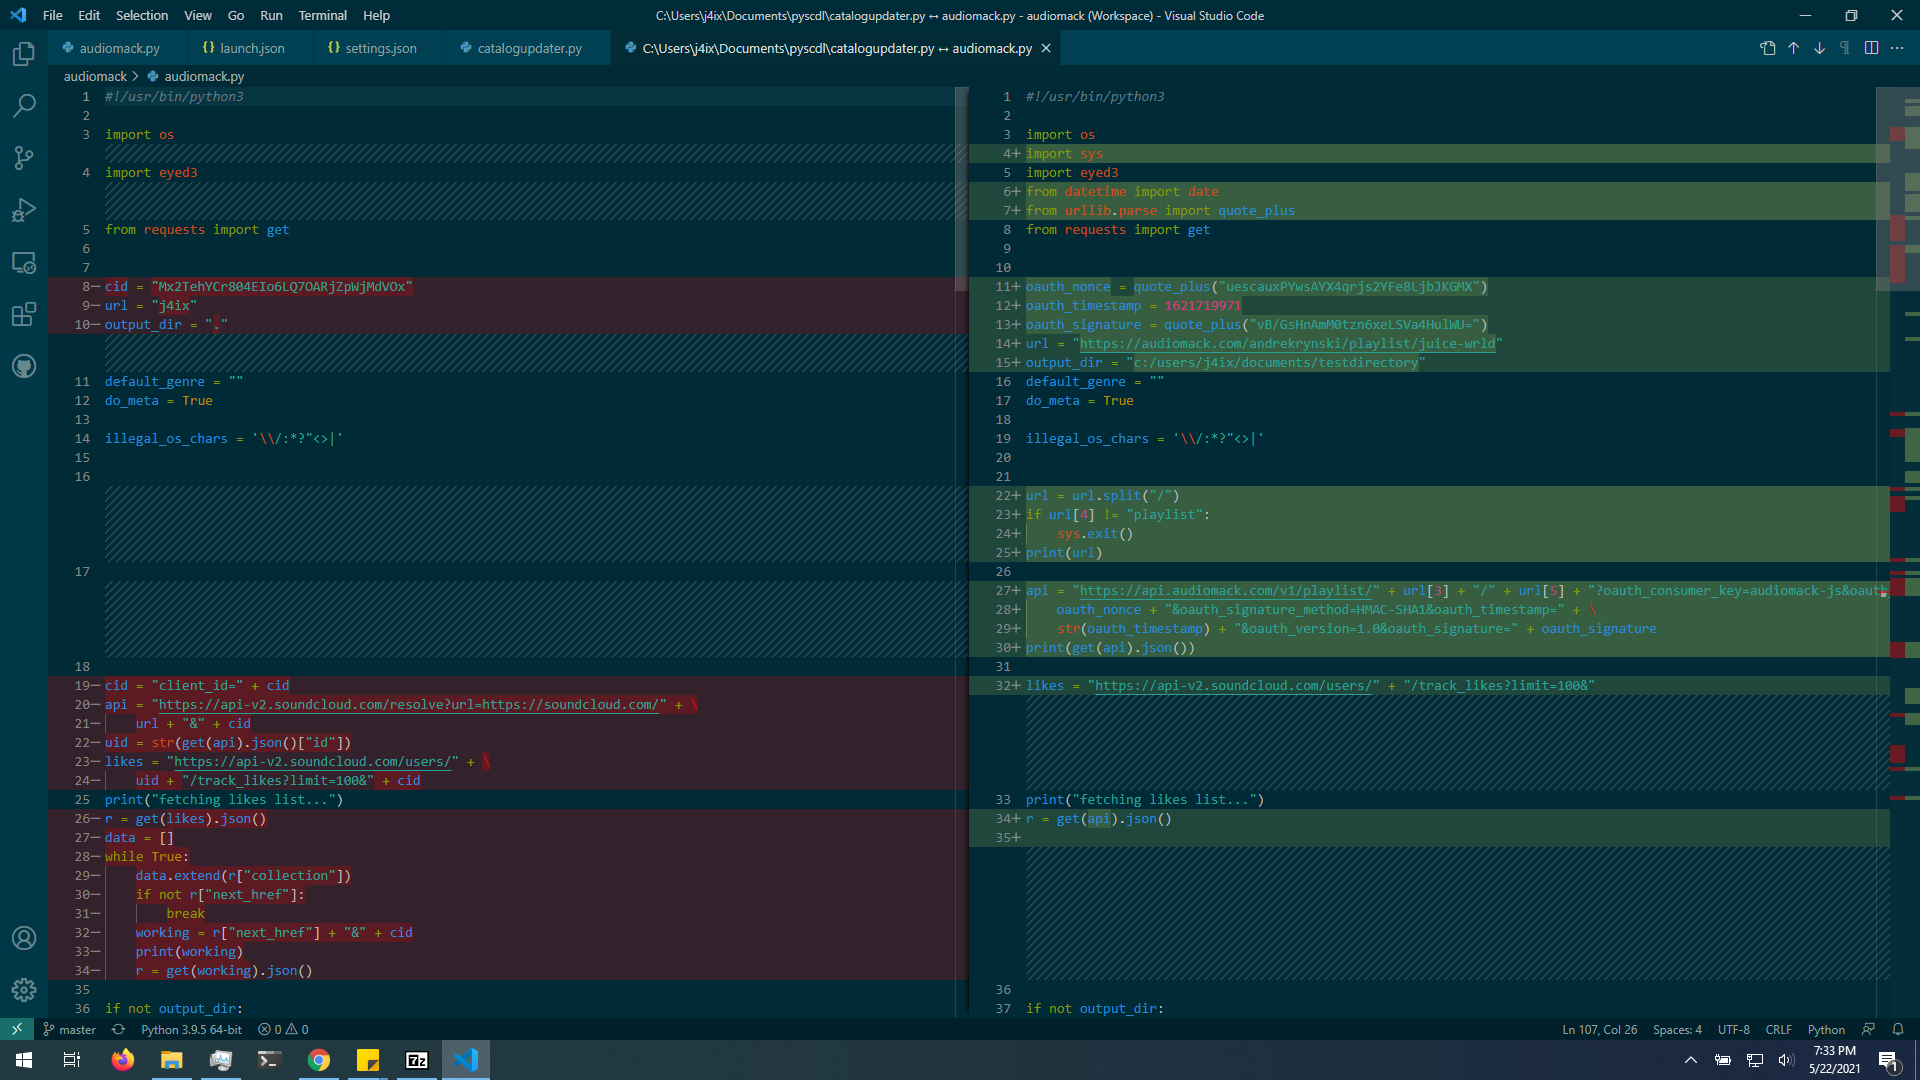 File Edit Selection View Go Run Terminal Help
C:\Users\j4ix\Documents\pyscdl\catalogupdater.py ↔ audiomack.py - audiomack (Workspace) - Visual Studio Code
audiomack.py
launch.json
settings.json
catalogupdater.py
C:\Users\j4ix\Documents\pyscdl\catalogupdater.py ↔ audiomack.py
audiomack > audiomack.py
1 #!/usr/bin/python3
2
3 import os
4 import eyed3
5 from requests import get
6
7
8— cid = "Mx2TehYCr804EIo6LQ7OARjZpWjMdVOx"
9— url = "j4ix"
10— output_dir = "."
11 default_genre = ""
12 do_meta = True
13
14 illegal_os_chars = '\\/:*?"<>|'
15
16
17
18
19— cid = "client_id=" + cid
20— api = "https://api-v2.soundcloud.com/resolve?url=https://soundcloud.com/" + \
21— url + "&" + cid
22— uid = str(get(api).json()["id"])
23— likes = "https://api-v2.soundcloud.com/users/" + \
24— uid + "/track_likes?limit=100&" + cid
25 print("fetching likes list...")
26— r = get(likes).json()
27— data = []
28— while True:
29— data.extend(r["collection"])
30— if not r["next_href"]:
31— break
32— working = r["next_href"] + "&" + cid
33— print(working)
34— r = get(working).json()
35
36 if not output_dir:
1 #!/usr/bin/python3
2
3 import os
4+ import sys
5 import eyed3
6+ from datetime import date
7+ from urllib.parse import quote_plus
8 from requests import get
9
10
11+ oauth_nonce = quote_plus("uescauxPYwsAYX4qrjs2YFe8LjbJKGMX")
12+ oauth_timestamp = 1621719971
13+ oauth_signature = quote_plus("vB/GsHnAmM0tzn6xeLSVa4HulWU=")
14+ url = "https://audiomack.com/andrekrynski/playlist/juice-wrld"
15+ output_dir = "c:/users/j4ix/documents/testdirectory"
16 default_genre = ""
17 do_meta = True
18
19 illegal_os_chars = '\\/:*?"<>|'
20
21
22+ url = url.split("/")
23+ if url[4] != "playlist":
24+ sys.exit()
25+ print(url)
26
27+ api = "https://api.audiomack.com/v1/playlist/" + url[3] + "/" + url[5] + "?oauth_consumer_key=audiomack-js&oauth_
28+ oauth_nonce + "&oauth_signature_method=HMAC-SHA1&oauth_timestamp=" + \
29+ str(oauth_timestamp) + "&oauth_version=1.0&oauth_signature=" + oauth_signature
30+ print(get(api).json())
31
32+ likes = "https://api-v2.soundcloud.com/users/" + "/track_likes?limit=100&"
33 print("fetching likes list...")
34+ r = get(api).json()
35+
36
37 if not output_dir:
master Python 3.9.5 64-bit 0 0
Ln 107, Col 26 Spaces: 4 UTF-8 CRLF Python
7z
7:33 PM
5/22/2021
1